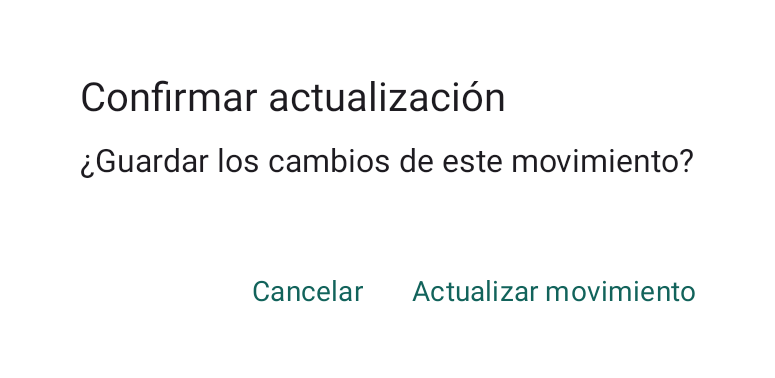 Confirmar actualización
¿Guardar los cambios de este movimiento?
Cancelar Actualizar movimiento